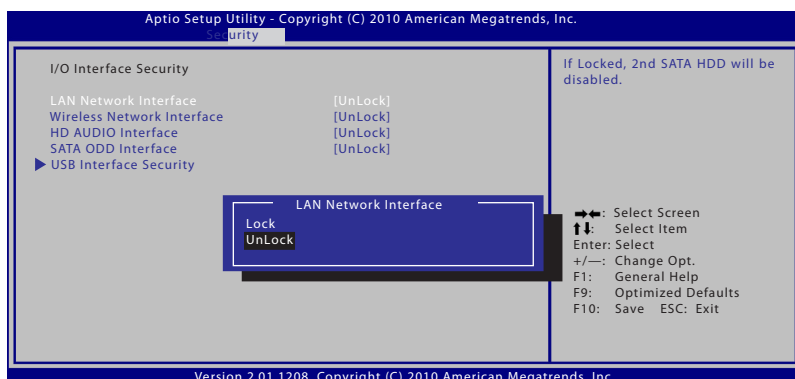 Aptio Setup Utility - Copyright (C) 2010 American Megatrends, Inc.
Security
I/O Interface Security
LAN Network Interface [UnLock]
Wireless Network Interface [UnLock]
HD AUDIO Interface [UnLock]
SATA ODD Interface [UnLock]
USB Interface Security
LAN Network Interface
Lock
UnLock
If Locked, 2nd SATA HDD will be
disabled.
→←: Select Screen
↑↓: Select Item
Enter: Select
+/—: Change Opt.
F1: General Help
F9: Optimized Defaults
F10: Save ESC: Exit
Version 2.01.1208. Copyright (C) 2010 American Megatrends, Inc.